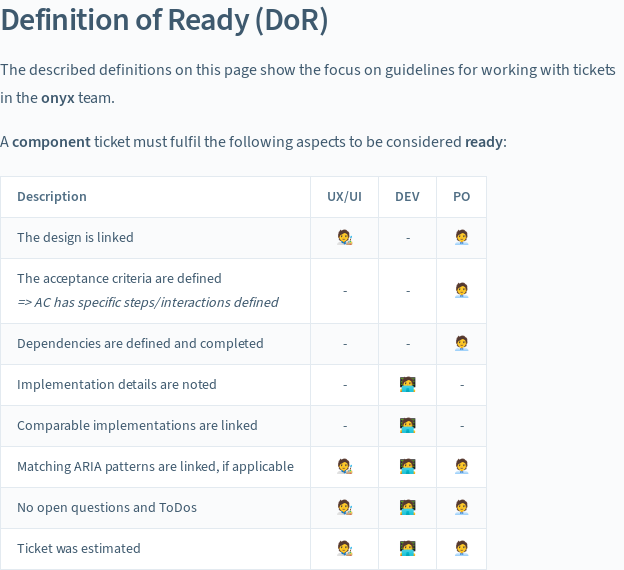 Definition of Ready (DoR)
The described definitions on this page show the focus on guidelines for working with tickets
in the onyx team.
A component ticket must fulfil the following aspects to be considered ready:
Description UX/UI DEV PO
The design is linked 🧑‍🎨 - 🧑‍💼
The acceptance criteria are defined
=> AC has specific steps/interactions defined - - 🧑‍💼
Dependencies are defined and completed - - 🧑‍💼
Implementation details are noted - 🧑‍💻 -
Comparable implementations are linked - 🧑‍💻 -
Matching ARIA patterns are linked, if applicable 🧑‍🎨 🧑‍💻 🧑‍💼
No open questions and ToDos 🧑‍🎨 🧑‍💻 🧑‍💼
Ticket was estimated 🧑‍🎨 🧑‍💻 🧑‍💼